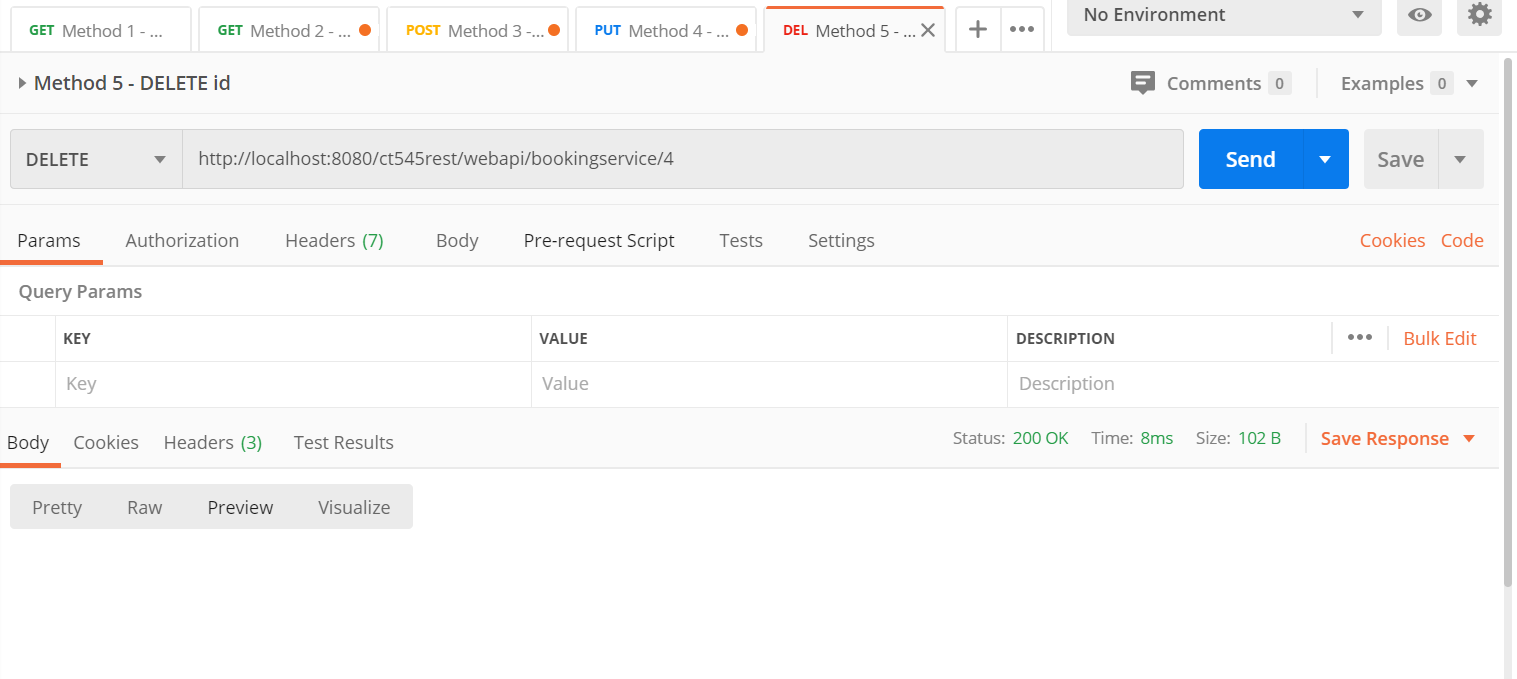 GET Method 1 - ... GET Method 2 - ... POST Method 3 -... PUT Method 4 - ... DEL Method 5 - ... No Environment
Method 5 - DELETE id Comments 0 Examples 0
DELETE http://localhost:8080/ct545rest/webapi/bookingservice/4 Send Save
Params Authorization Headers (7) Body Pre-request Script Tests Settings Cookies Code
Query Params
KEY VALUE DESCRIPTION Bulk Edit
Key Value Description
Body Cookies Headers (3) Test Results Status: 200 OK Time: 8ms Size: 102 B Save Response
Pretty Raw Preview Visualize